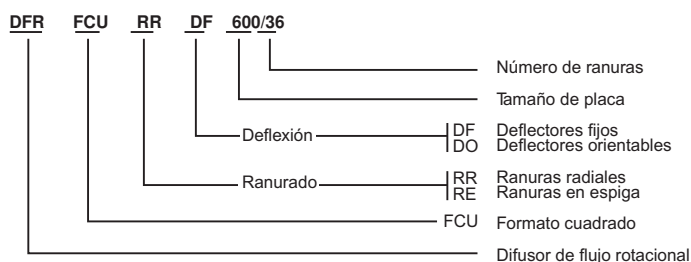 DFR FCU RR DF 600/36
Número de ranuras
Tamaño de placa
Deflexión DF Deflectores fijos
DO Deflectores orientables
Ranurado RR Ranuras radiales
RE Ranuras en espiga
FCU Formato cuadrado
Difusor de flujo rotacional